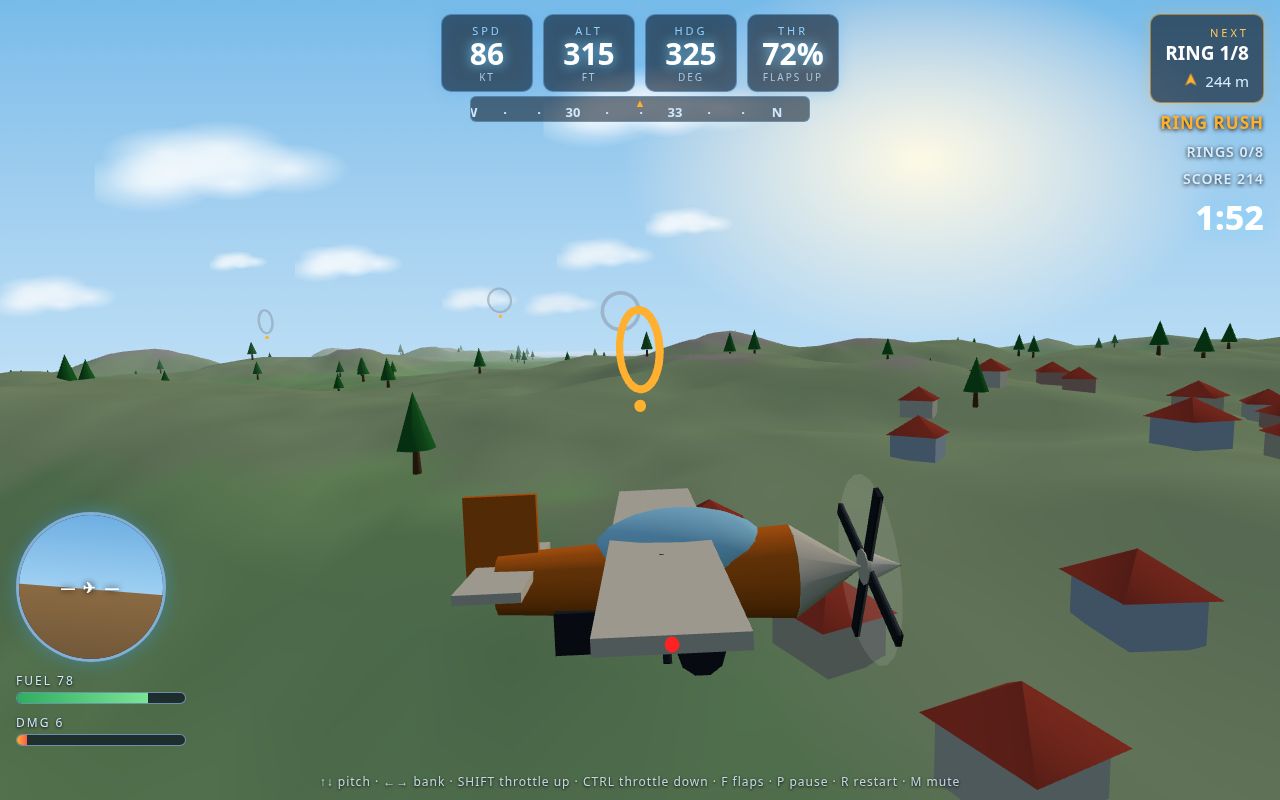 SPD
86
KT
ALT
315
FT
HDG
325
DEG
THR
72%
FLAPS UP
W · · 30 · · 33 · · N
NEXT
RING 1/8
244 m
RING RUSH
RINGS 0/8
SCORE 214
1:52
FUEL 78
DMG 6
↑↓ pitch · ←→ bank · SHIFT throttle up · CTRL throttle down · F flaps · P pause · R restart · M mute